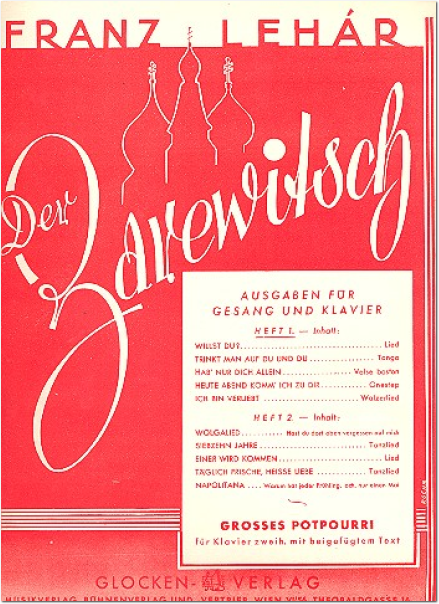 FRANZ LEHÁR
Der
Zarewitsch
AUSGABEN FÜR
GESANG UND KLAVIER
HEFT 1. — Inhalt:
WILLST DU? Lied
TRINKT MAN AUF DU UND DU Tango
HAB' NUR DICH ALLEIN Valse boston
HEUTE ABEND KOMM' ICH ZU DIR Onestep
ICH BIN VERLIEBT Walzerlied
HEFT 2. — Inhalt:
WOLGALIED Hast du dort oben vergessen auf mich
SIEBZEHN JAHRE Tanzlied
EINER WIRD KOMMEN Lied
TÄGLICH FRISCHE, HEISSE LIEBE Tanzlied
NAPOLITANA Warum hat jeder Frühling, ach, nur einen Mai
GROSSES POTPOURRI
für Klavier zweih. mit beigefügtem Text
GLOCKEN-VERLAG
MUSIKVERLAG, BÜHNENVERLAG UND VERTRIEB, WIEN VI/56, THEOBALDGASSE 16